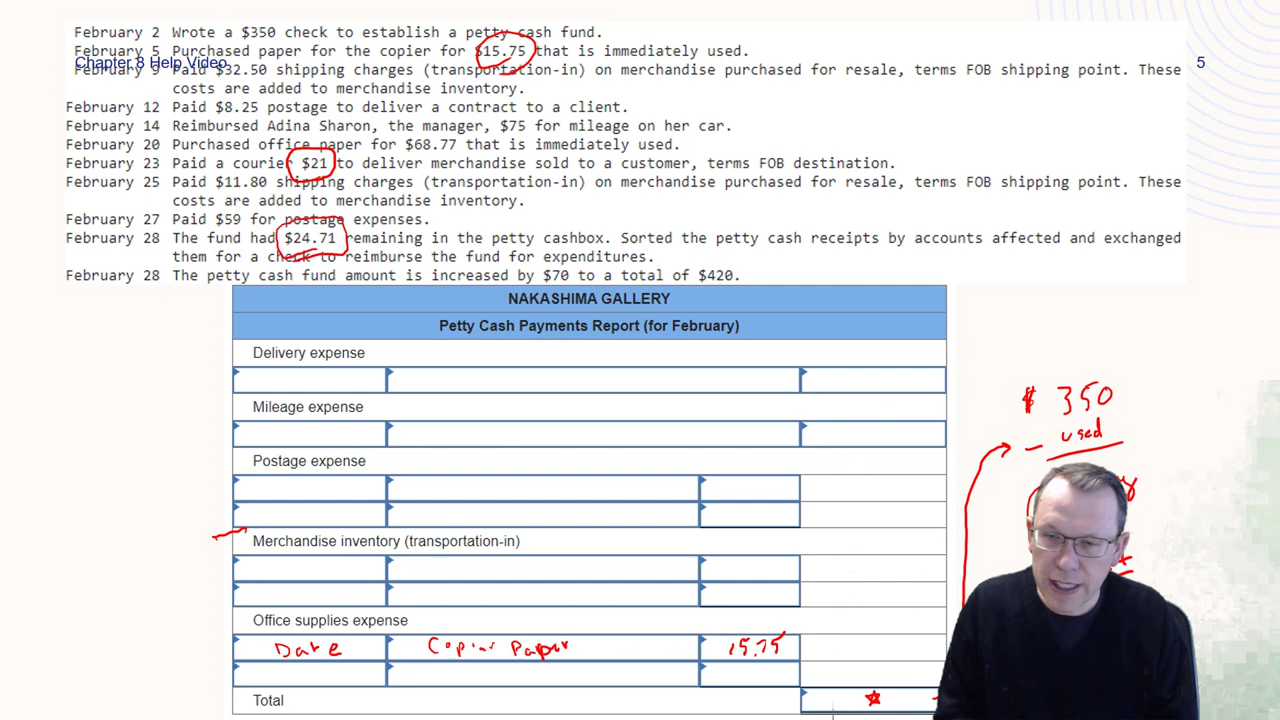 February 2 Wrote a $350 check to establish a petty cash fund.
February 5 Purchased paper for the copier for $15.75 that is immediately used.
Chapter 8 Help Video
5
February 9 Paid $32.50 shipping charges (transportation-in) on merchandise purchased for resale, terms FOB shipping point. These
costs are added to merchandise inventory.
February 12 Paid $8.25 postage to deliver a contract to a client.
February 14 Reimbursed Adina Sharon, the manager, $75 for mileage on her car.
February 20 Purchased office paper for $68.77 that is immediately used.
February 23 Paid a courier $21 to deliver merchandise sold to a customer, terms FOB destination.
February 25 Paid $11.80 shipping charges (transportation-in) on merchandise purchased for resale, terms FOB shipping point. These
costs are added to merchandise inventory.
February 27 Paid $59 for postage expenses.
February 28 The fund had $24.71 remaining in the petty cashbox. Sorted the petty cash receipts by accounts affected and exchanged
them for a check to reimburse the fund for expenditures.
February 28 The petty cash fund amount is increased by $70 to a total of $420.
NAKASHIMA GALLERY
Petty Cash Payments Report (for February)
Delivery expense
Mileage expense
Postage expense
Merchandise inventory (transportation-in)
Office supplies expense
Date Copier Paper 15.75
Total
$ 350
- used